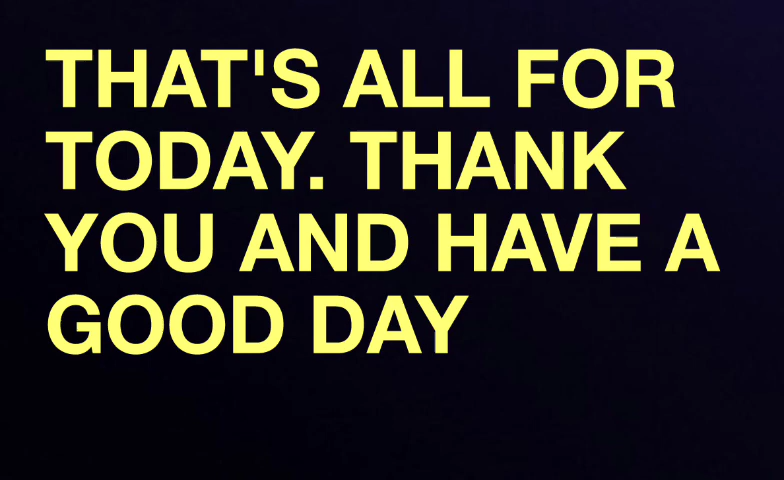 THAT'S ALL FOR
TODAY. THANK
YOU AND HAVE A
GOOD DAY